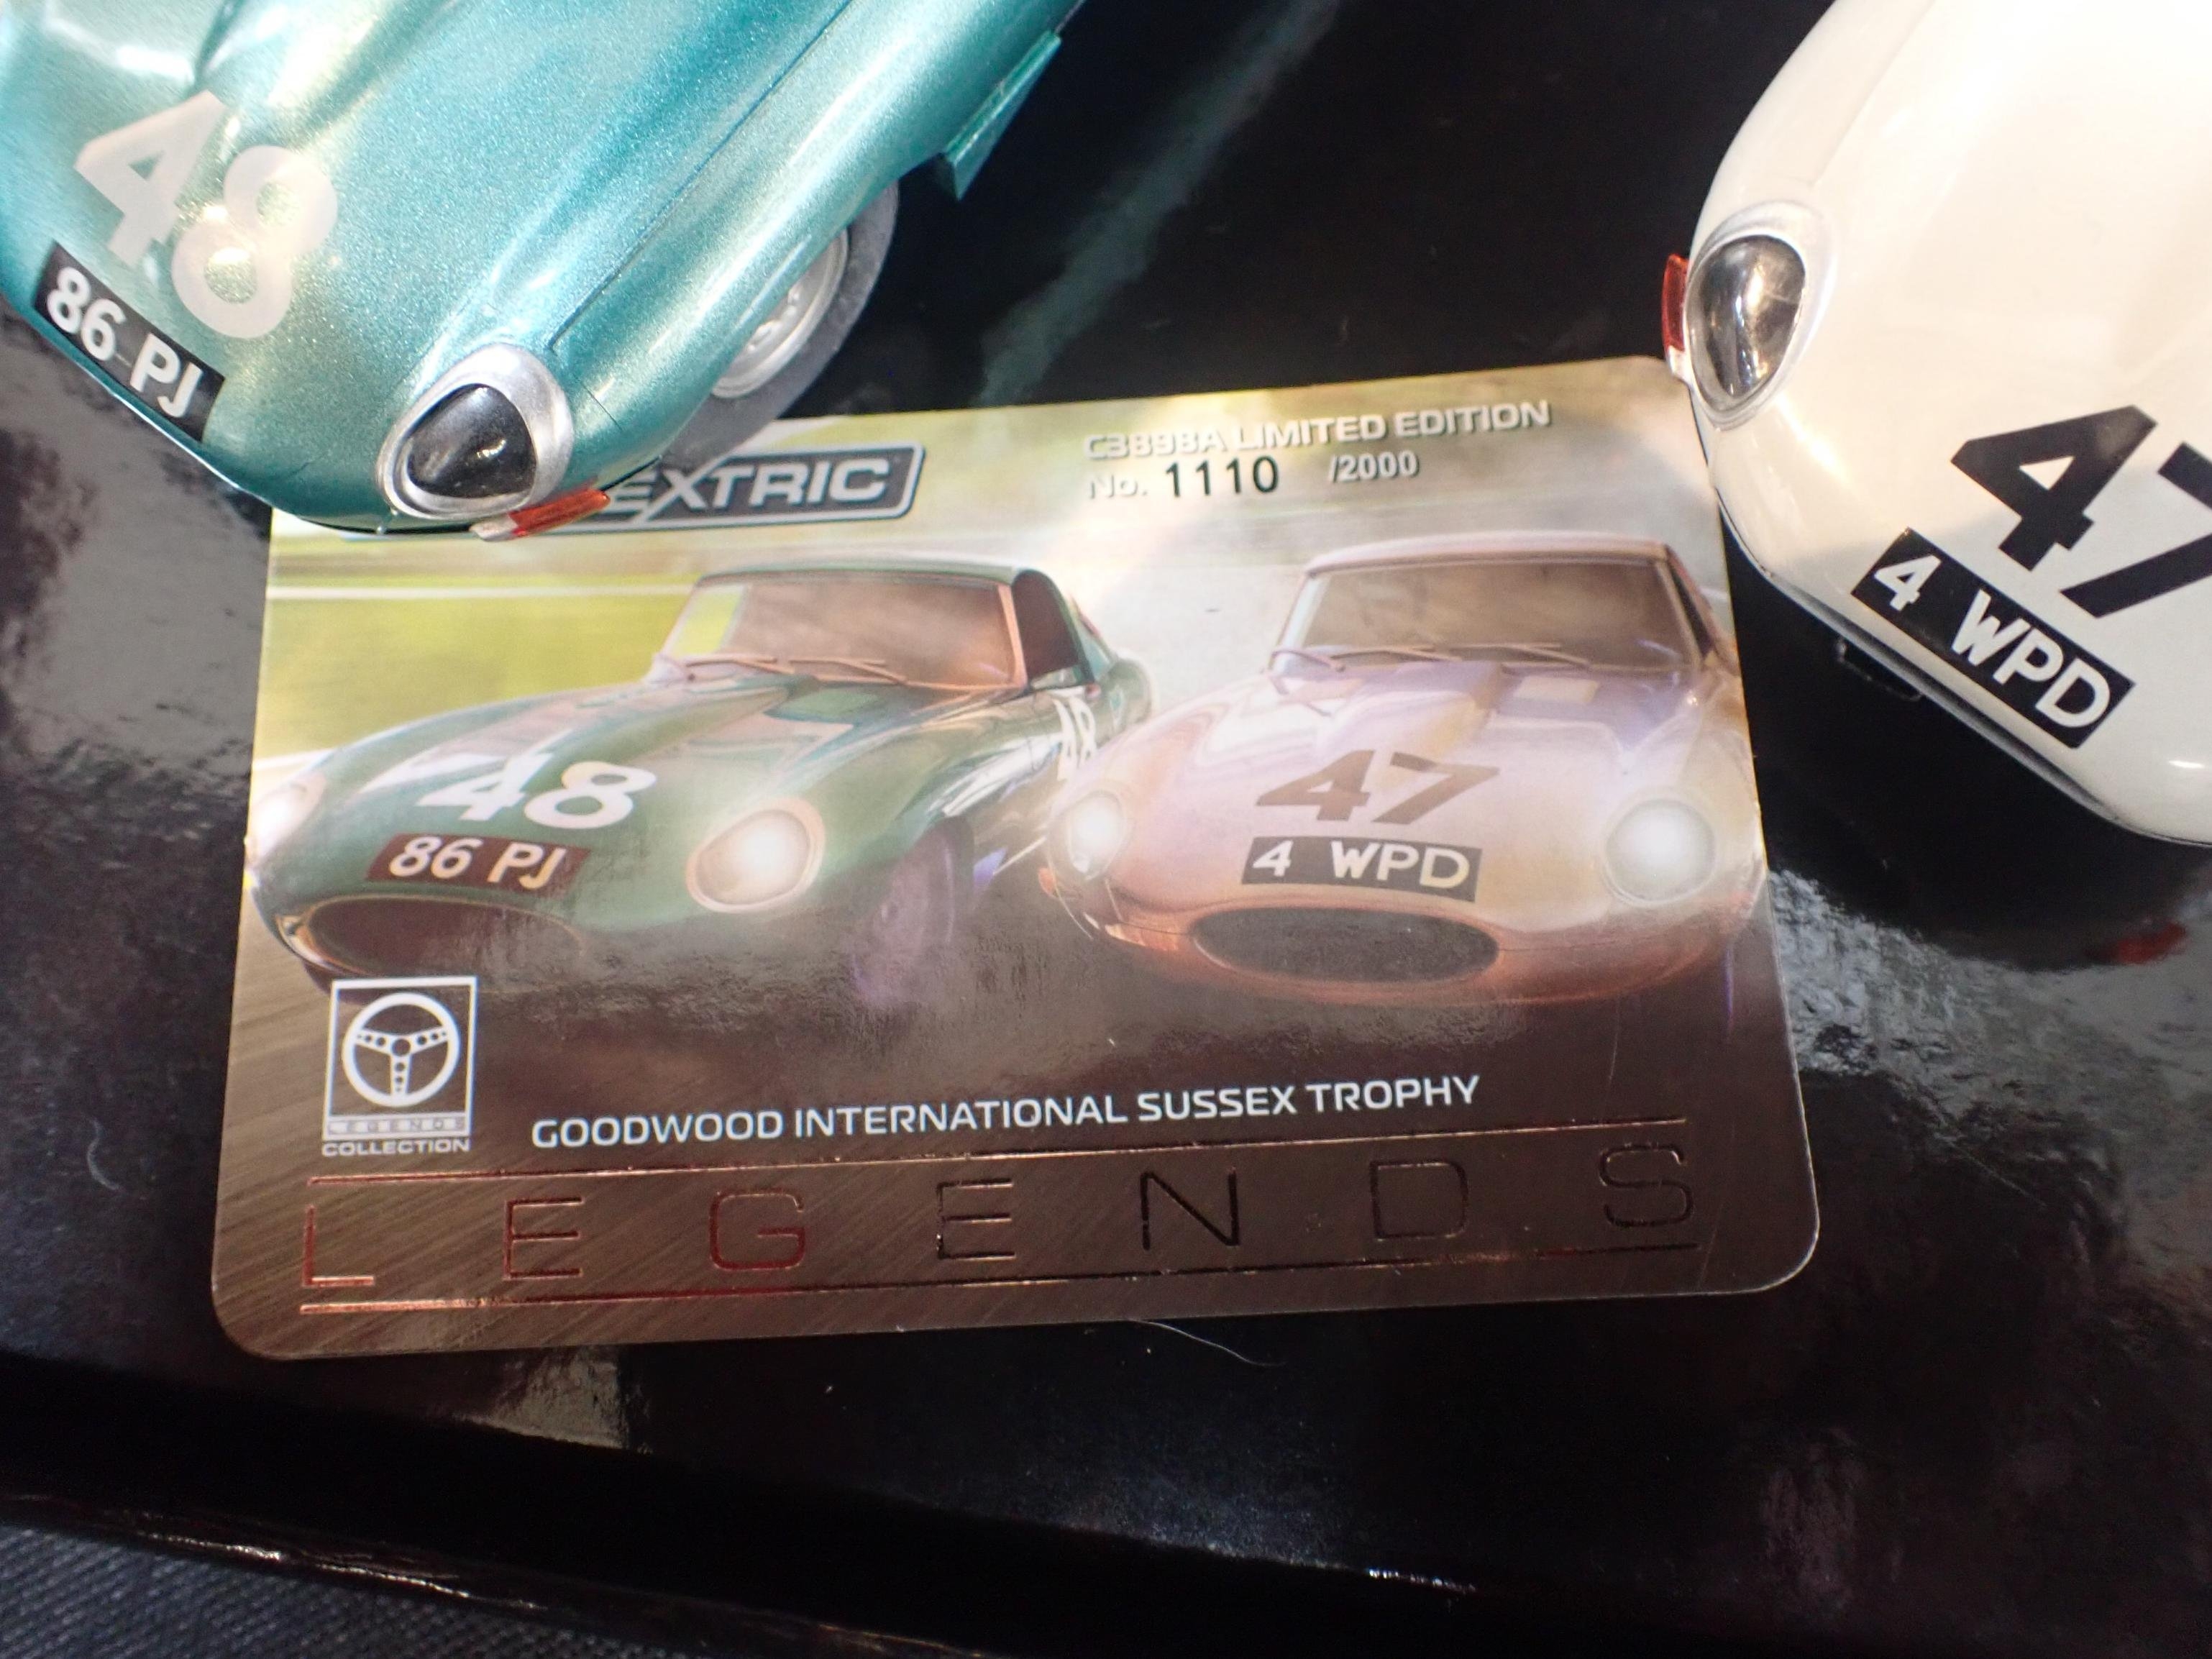 48
86 PJ
47
4 WPD
EXTRIC
C3898A LIMITED EDITION
No. 1110 /2000
48
48
86 PJ
47
4 WPD
LEGENDS
COLLECTION
GOODWOOD INTERNATIONAL SUSSEX TROPHY
LEGENDS